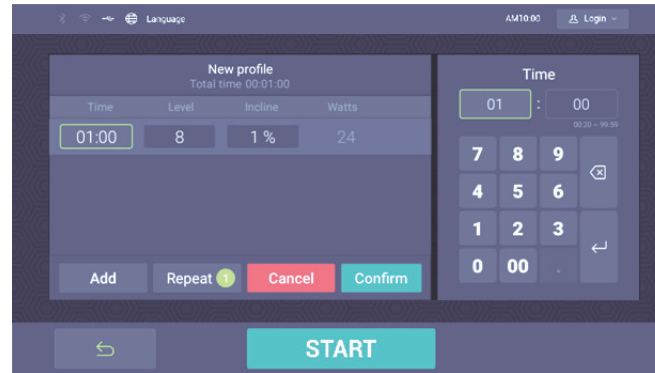 Language
AM10:00 Login
New profile
Total time 00:01:00
Time Level Incline Watts
01:00 8 1 % 24
Add Repeat 1 Cancel Confirm
Time
01 : 00
00:20 ~ 99:59
7 8 9
4 5 6
1 2 3
0 00 .
START